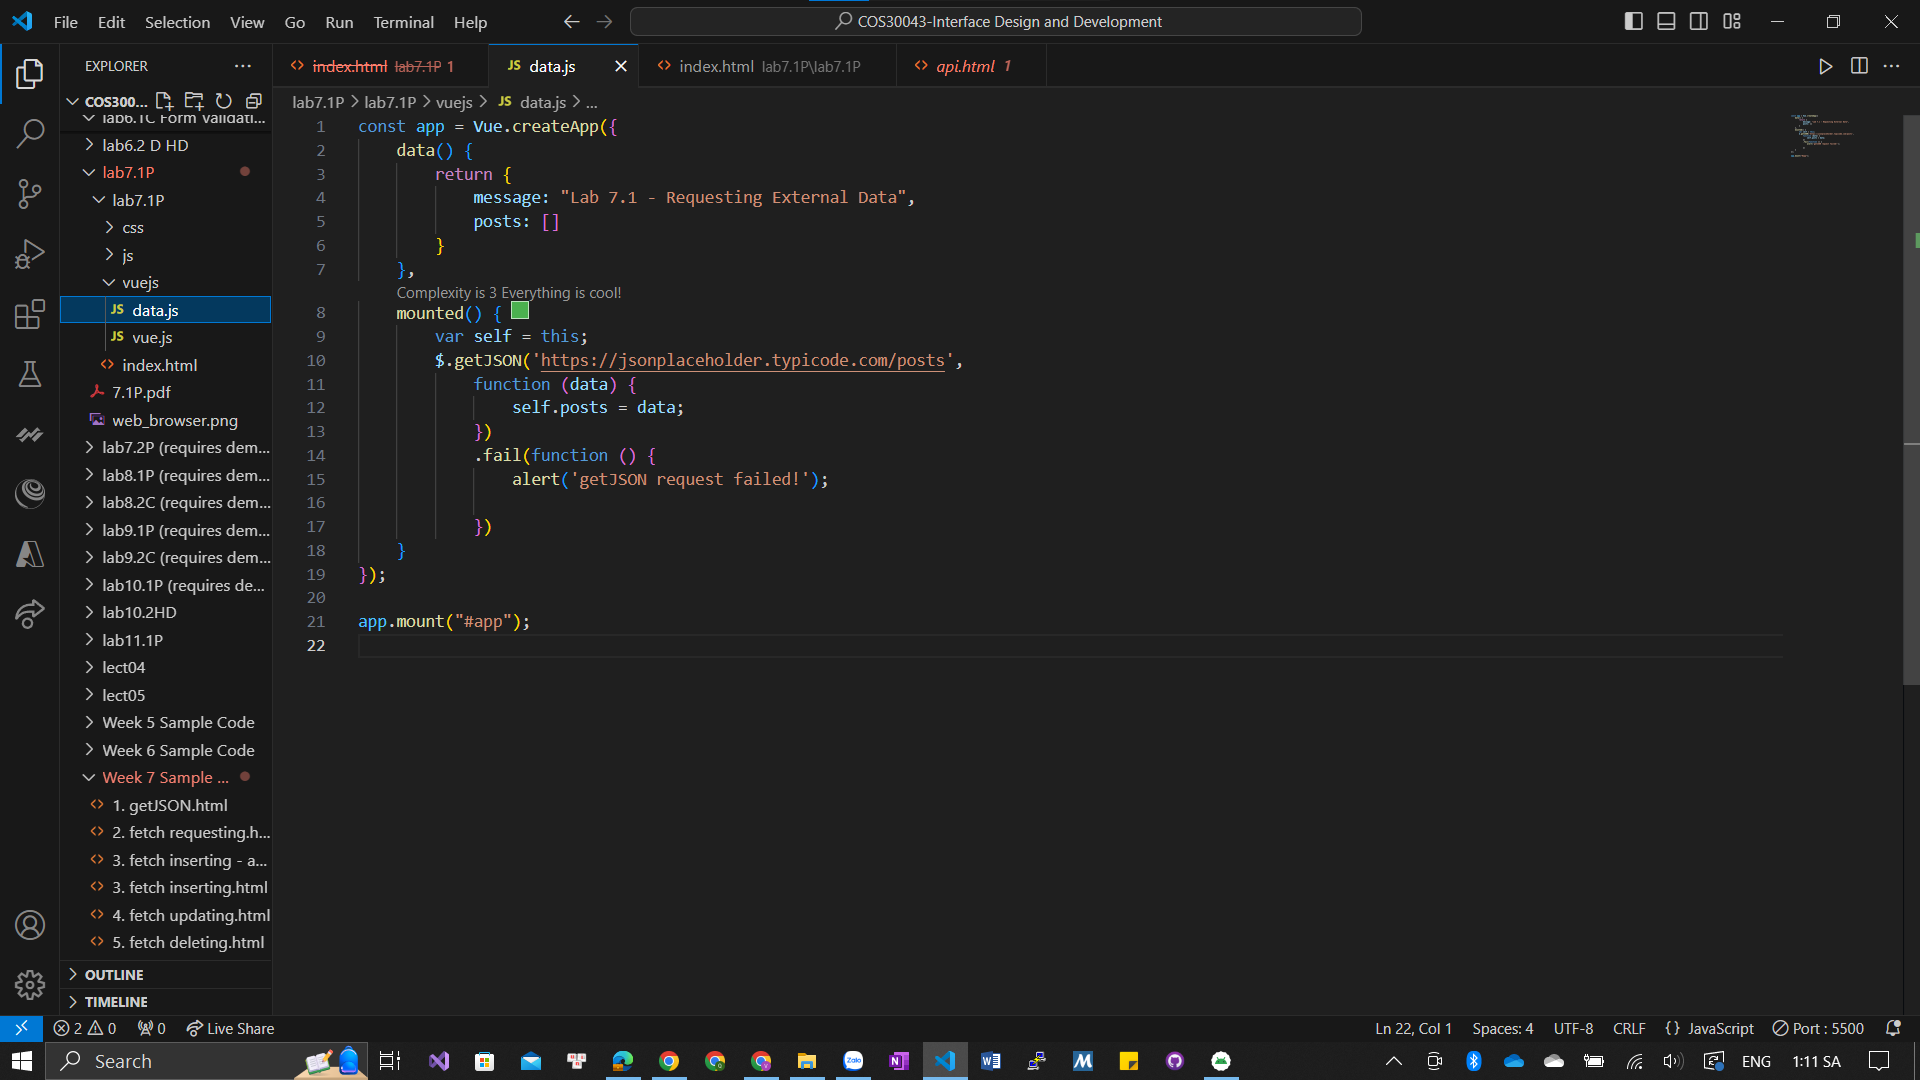 File Edit Selection View Go Run Terminal Help
COS30043-Interface Design and Development
EXPLORER
COS300...
lab6.1C Form Validati...
lab6.2 D HD
lab7.1P
lab7.1P
css
js
vuejs
JS data.js
JS vue.js
index.html
7.1P.pdf
web_browser.png
lab7.2P (requires dem...
lab8.1P (requires dem...
lab8.2C (requires dem...
lab9.1P (requires dem...
lab9.2C (requires dem...
lab10.1P (requires de...
lab10.2HD
lab11.1P
lect04
lect05
Week 5 Sample Code
Week 6 Sample Code
Week 7 Sample ...
1. getJSON.html
2. fetch requesting.h...
3. fetch inserting - a...
3. fetch inserting.html
4. fetch updating.html
5. fetch deleting.html
OUTLINE
TIMELINE
index.html lab7.1P 1
JS data.js
index.html lab7.1P\lab7.1P
api.html 1
lab7.1P > lab7.1P > vuejs > JS data.js > ...
1 const app = Vue.createApp({
2 data() {
3 return {
4 message: "Lab 7.1 - Requesting External Data",
5 posts: []
6 }
7 },
Complexity is 3 Everything is cool!
8 mounted() {
9 var self = this;
10 $.getJSON('https://jsonplaceholder.typicode.com/posts',
11 function (data) {
12 self.posts = data;
13 })
14 .fail(function () {
15 alert('getJSON request failed!');
16
17 })
18 }
19 });
20
21 app.mount("#app");
22
2 0 0 Live Share
Ln 22, Col 1 Spaces: 4 UTF-8 CRLF {} JavaScript Port : 5500
Search
Zalo
ENG 1:11 SA